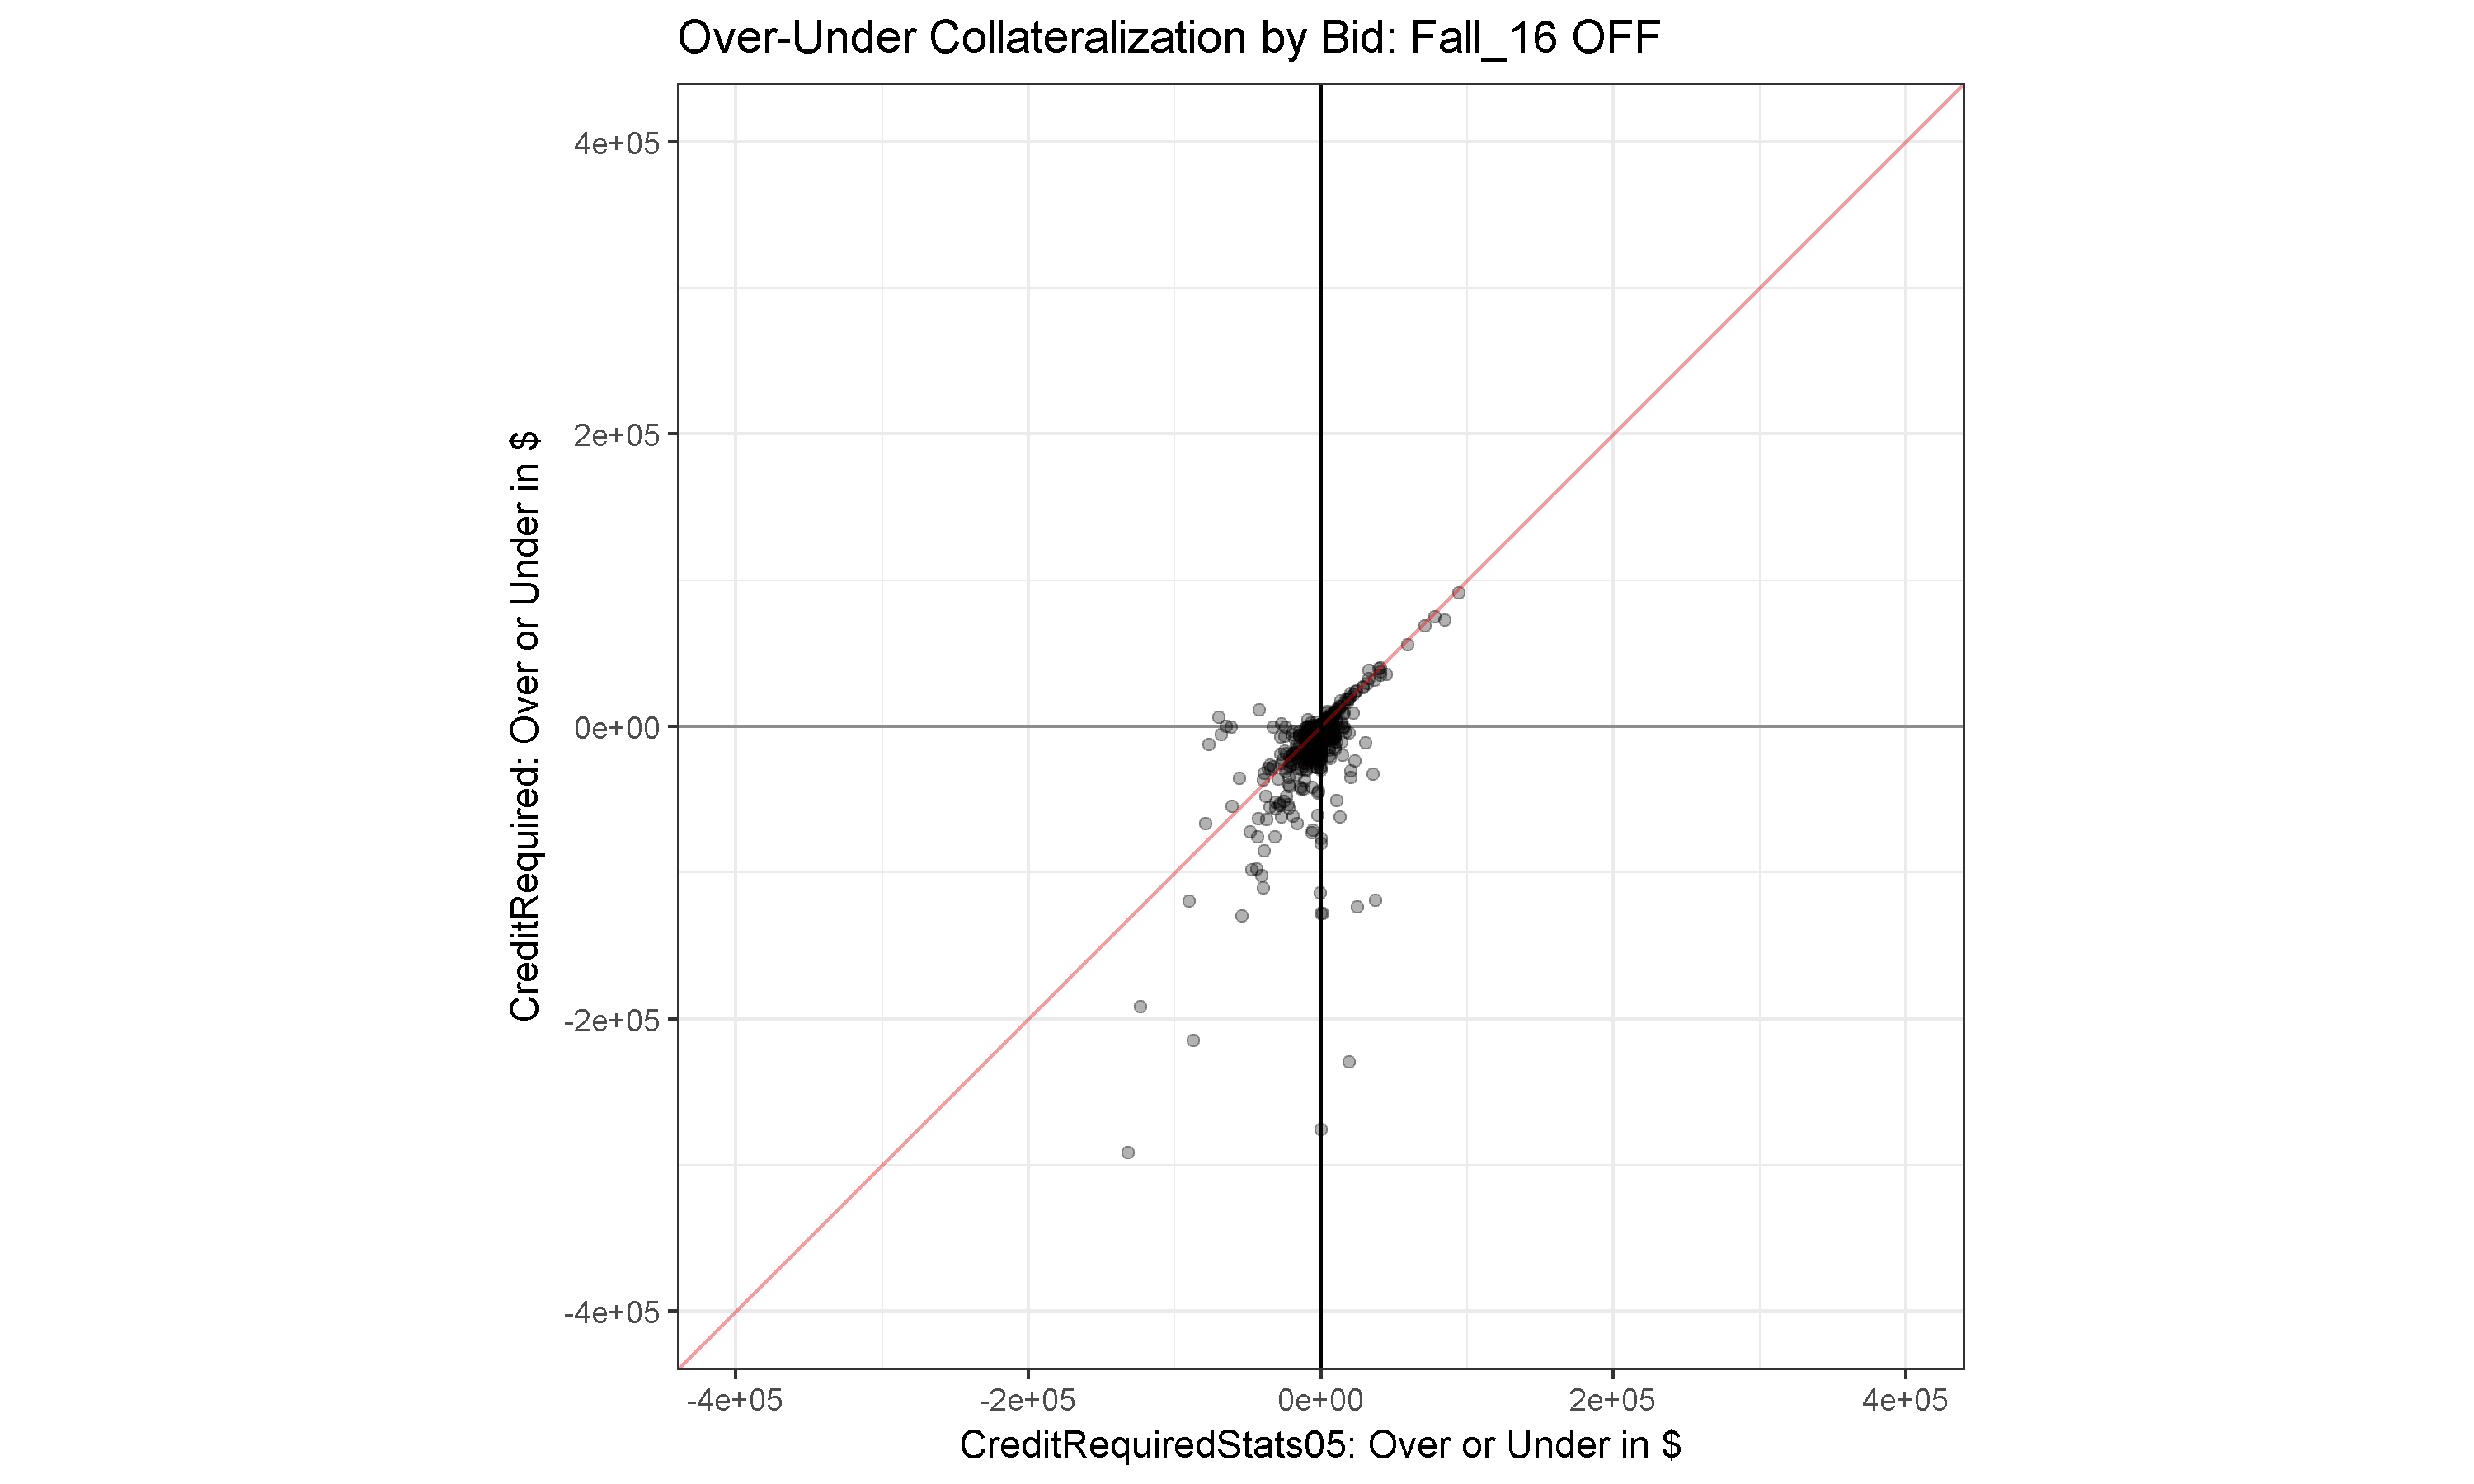 Over-Under Collateralization by Bid: Fall_16 OFF
CreditRequired: Over or Under in $
4e+05
2e+05
0e+00
-2e+05
-4e+05
-4e+05
-2e+05
0e+00
2e+05
4e+05
CreditRequiredStats05: Over or Under in $